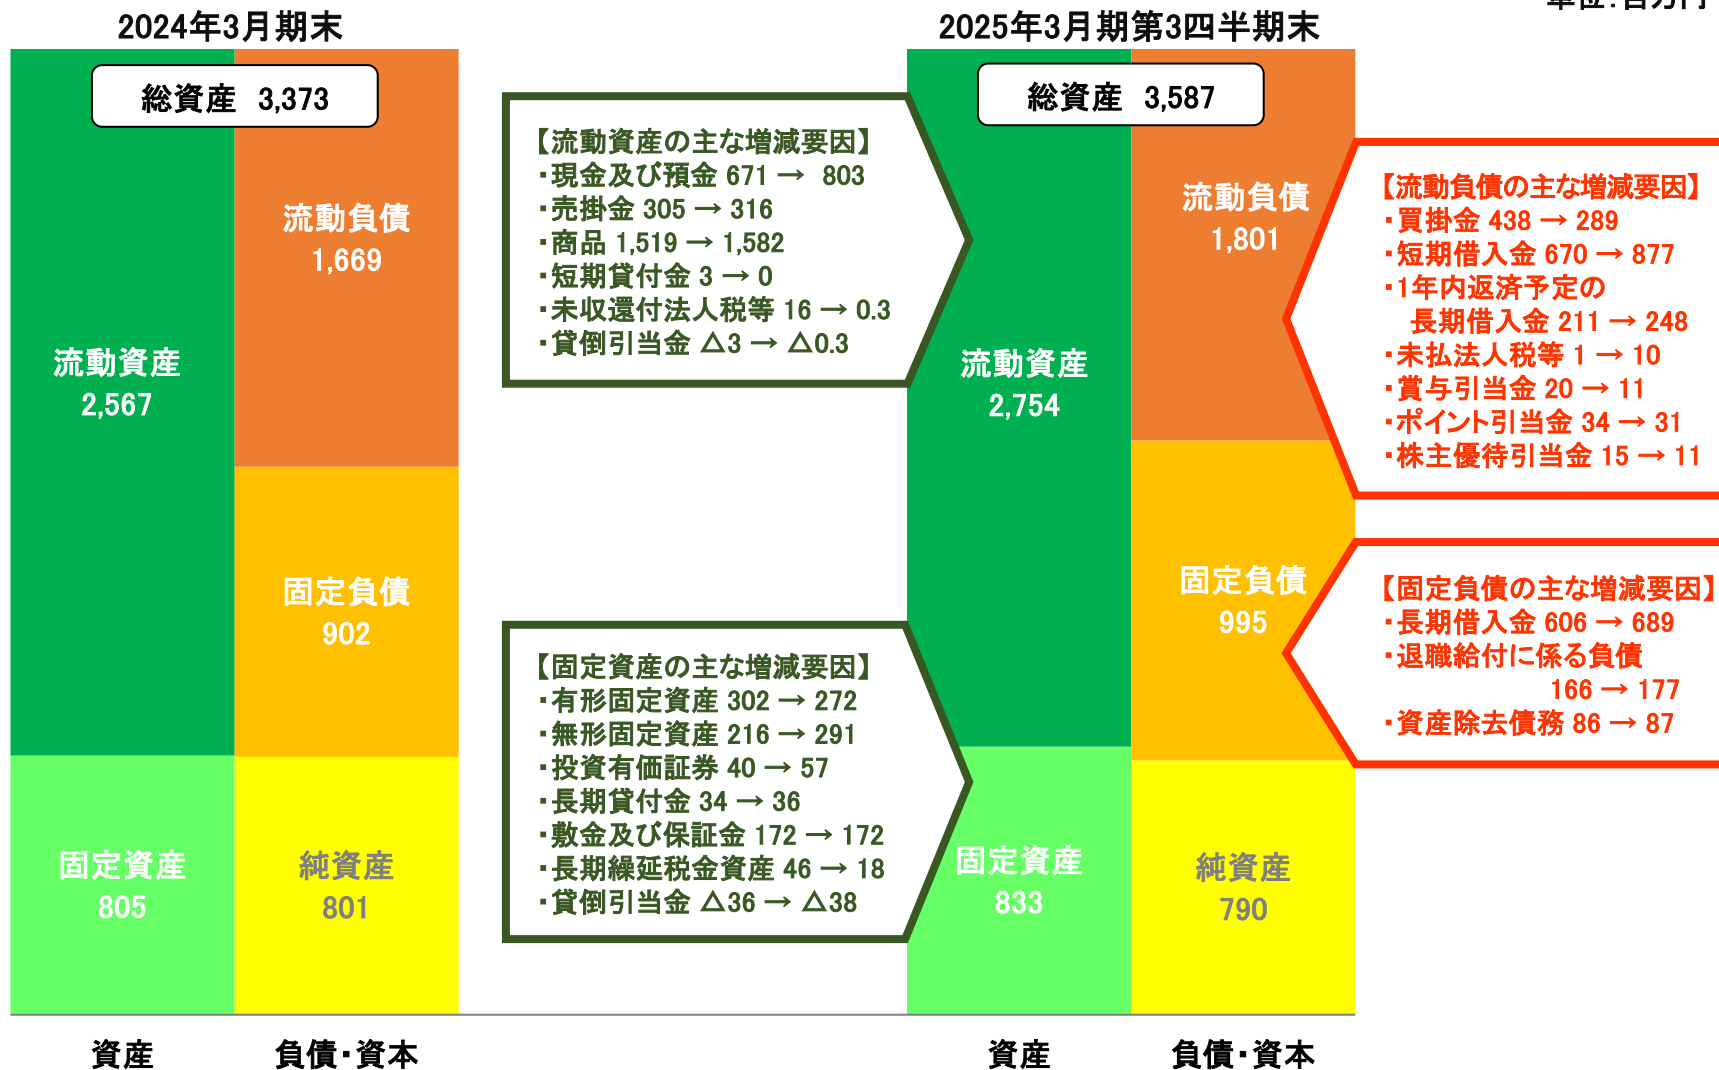 単位:百万円
2024年3月期末
総資産 3,373
流動資産
2,567
流動負債
1,669
固定負債
902
固定資産
805
純資産
801
資産
負債・資本
【流動資産の主な増減要因】
・現金及び預金 671 → 803
・売掛金 305 → 316
・商品 1,519 → 1,582
・短期貸付金 3 → 0
・未収還付法人税等 16 → 0.3
・貸倒引当金 △3 → △0.3
【固定資産の主な増減要因】
・有形固定資産 302 → 272
・無形固定資産 216 → 291
・投資有価証券 40 → 57
・長期貸付金 34 → 36
・敷金及び保証金 172 → 172
・長期繰延税金資産 46 → 18
・貸倒引当金 △36 → △38
2025年3月期第3四半期末
総資産 3,587
流動資産
2,754
流動負債
1,801
固定負債
995
固定資産
833
純資産
790
資産
負債・資本
【流動負債の主な増減要因】
・買掛金 438 → 289
・短期借入金 670 → 877
・1年内返済予定の
長期借入金 211 → 248
・未払法人税等 1 → 10
・賞与引当金 20 → 11
・ポイント引当金 34 → 31
・株主優待引当金 15 → 11
【固定負債の主な増減要因】
・長期借入金 606 → 689
・退職給付に係る負債
166 → 177
・資産除去債務 86 → 87